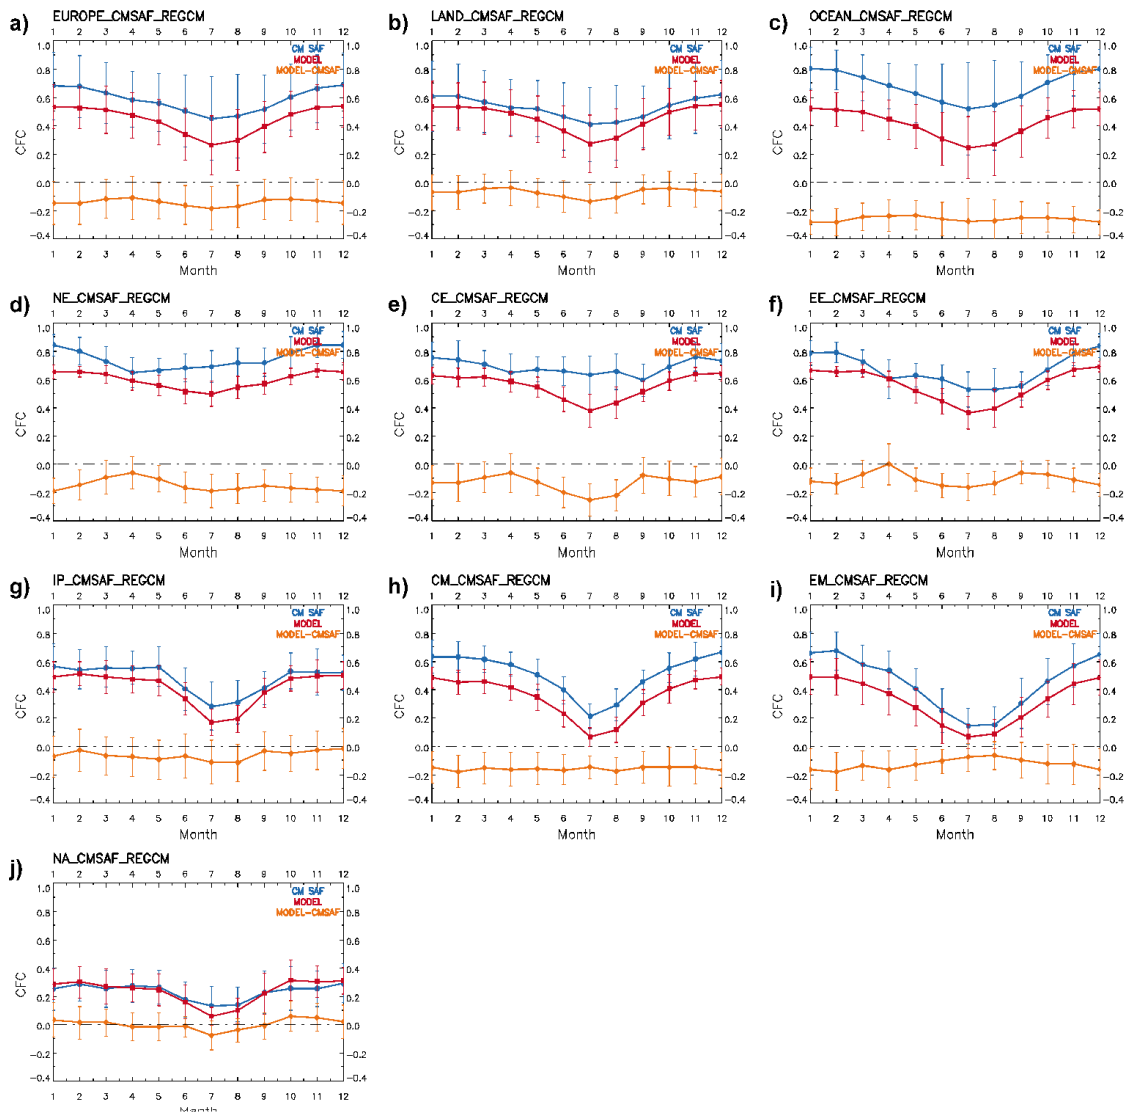 a) EUROPE_CMSAF_REGCM
1 2 3 4 5 6 7 8 9 10 11 12
1.0 1.0
CM SAF
0.8 MODEL 0.8
MODEL-CMSAF
0.6 0.6
0.4 0.4
CFC
0.2 0.2
0.0 0.0
-0.2 -0.2
-0.4 -0.4
1 2 3 4 5 6 7 8 9 10 11 12
Month
b) LAND_CMSAF_REGCM
1 2 3 4 5 6 7 8 9 10 11 12
1.0 1.0
CM SAF
0.8 MODEL 0.8
MODEL-CMSAF
0.6 0.6
0.4 0.4
CFC
0.2 0.2
0.0 0.0
-0.2 -0.2
-0.4 -0.4
1 2 3 4 5 6 7 8 9 10 11 12
Month
c) OCEAN_CMSAF_REGCM
1 2 3 4 5 6 7 8 9 10 11 12
1.0 1.0
CM SAF
0.8 MODEL 0.8
MODEL-CMSAF
0.6 0.6
0.4 0.4
CFC
0.2 0.2
0.0 0.0
-0.2 -0.2
-0.4 -0.4
1 2 3 4 5 6 7 8 9 10 11 12
Month
d) NE_CMSAF_REGCM
1 2 3 4 5 6 7 8 9 10 11 12
1.0 1.0
CM SAF
0.8 MODEL 0.8
MODEL-CMSAF
0.6 0.6
0.4 0.4
CFC
0.2 0.2
0.0 0.0
-0.2 -0.2
-0.4 -0.4
1 2 3 4 5 6 7 8 9 10 11 12
Month
e) CE_CMSAF_REGCM
1 2 3 4 5 6 7 8 9 10 11 12
1.0 1.0
CM SAF
0.8 MODEL 0.8
MODEL-CMSAF
0.6 0.6
0.4 0.4
CFC
0.2 0.2
0.0 0.0
-0.2 -0.2
-0.4 -0.4
1 2 3 4 5 6 7 8 9 10 11 12
Month
f) EE_CMSAF_REGCM
1 2 3 4 5 6 7 8 9 10 11 12
1.0 1.0
CM SAF
0.8 MODEL 0.8
MODEL-CMSAF
0.6 0.6
0.4 0.4
CFC
0.2 0.2
0.0 0.0
-0.2 -0.2
-0.4 -0.4
1 2 3 4 5 6 7 8 9 10 11 12
Month
g) IP_CMSAF_REGCM
1 2 3 4 5 6 7 8 9 10 11 12
1.0 1.0
CM SAF
0.8 MODEL 0.8
MODEL-CMSAF
0.6 0.6
0.4 0.4
CFC
0.2 0.2
0.0 0.0
-0.2 -0.2
-0.4 -0.4
1 2 3 4 5 6 7 8 9 10 11 12
Month
h) CM_CMSAF_REGCM
1 2 3 4 5 6 7 8 9 10 11 12
1.0 1.0
CM SAF
0.8 MODEL 0.8
MODEL-CMSAF
0.6 0.6
0.4 0.4
CFC
0.2 0.2
0.0 0.0
-0.2 -0.2
-0.4 -0.4
1 2 3 4 5 6 7 8 9 10 11 12
Month
i) EM_CMSAF_REGCM
1 2 3 4 5 6 7 8 9 10 11 12
1.0 1.0
CM SAF
0.8 MODEL 0.8
MODEL-CMSAF
0.6 0.6
0.4 0.4
CFC
0.2 0.2
0.0 0.0
-0.2 -0.2
-0.4 -0.4
1 2 3 4 5 6 7 8 9 10 11 12
Month
j) NA_CMSAF_REGCM
1 2 3 4 5 6 7 8 9 10 11 12
1.0 1.0
CM SAF
0.8 MODEL 0.8
MODEL-CMSAF
0.6 0.6
0.4 0.4
CFC
0.2 0.2
0.0 0.0
-0.2 -0.2
-0.4 -0.4
1 2 3 4 5 6 7 8 9 10 11 12
Month